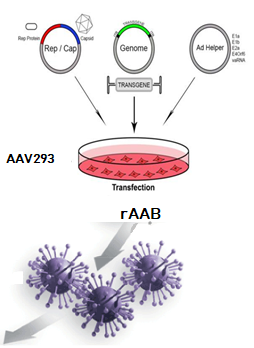 Rep Protein
Capsid
Rep / Cap
Genome
Ad Helper
E1a
E1b
E2a
E4Orf6
vaRNA
TRANSGENE
AAV293
Transfection
rAAB